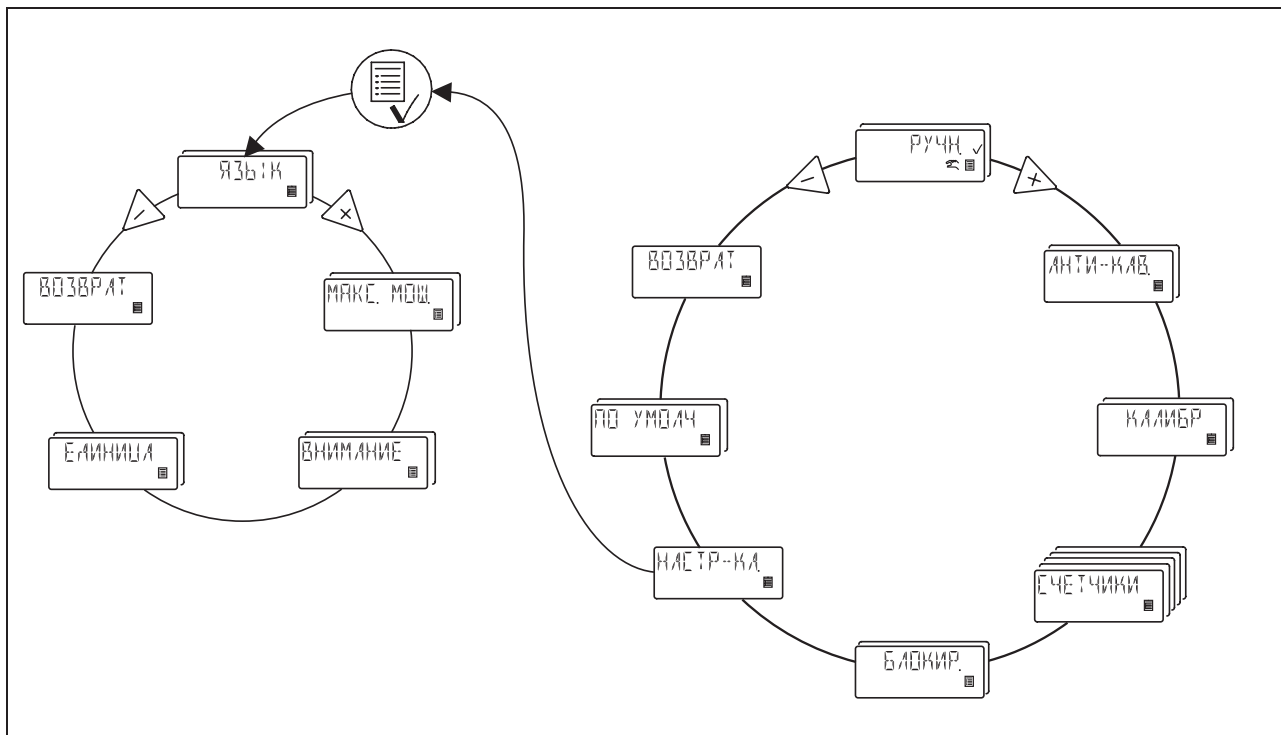 ЯЗЫК
ВОЗВРАТ
МАКС. МОЩ.
ЕДИНИЦА
ВНИМАНИЕ
РУЧН.
ВОЗВРАТ
АНТИ-КАВ.
ПО УМОЛЧ
КАЛИБР
НАСТР-КА.
СЧЕТЧИКИ
БЛОКИР.